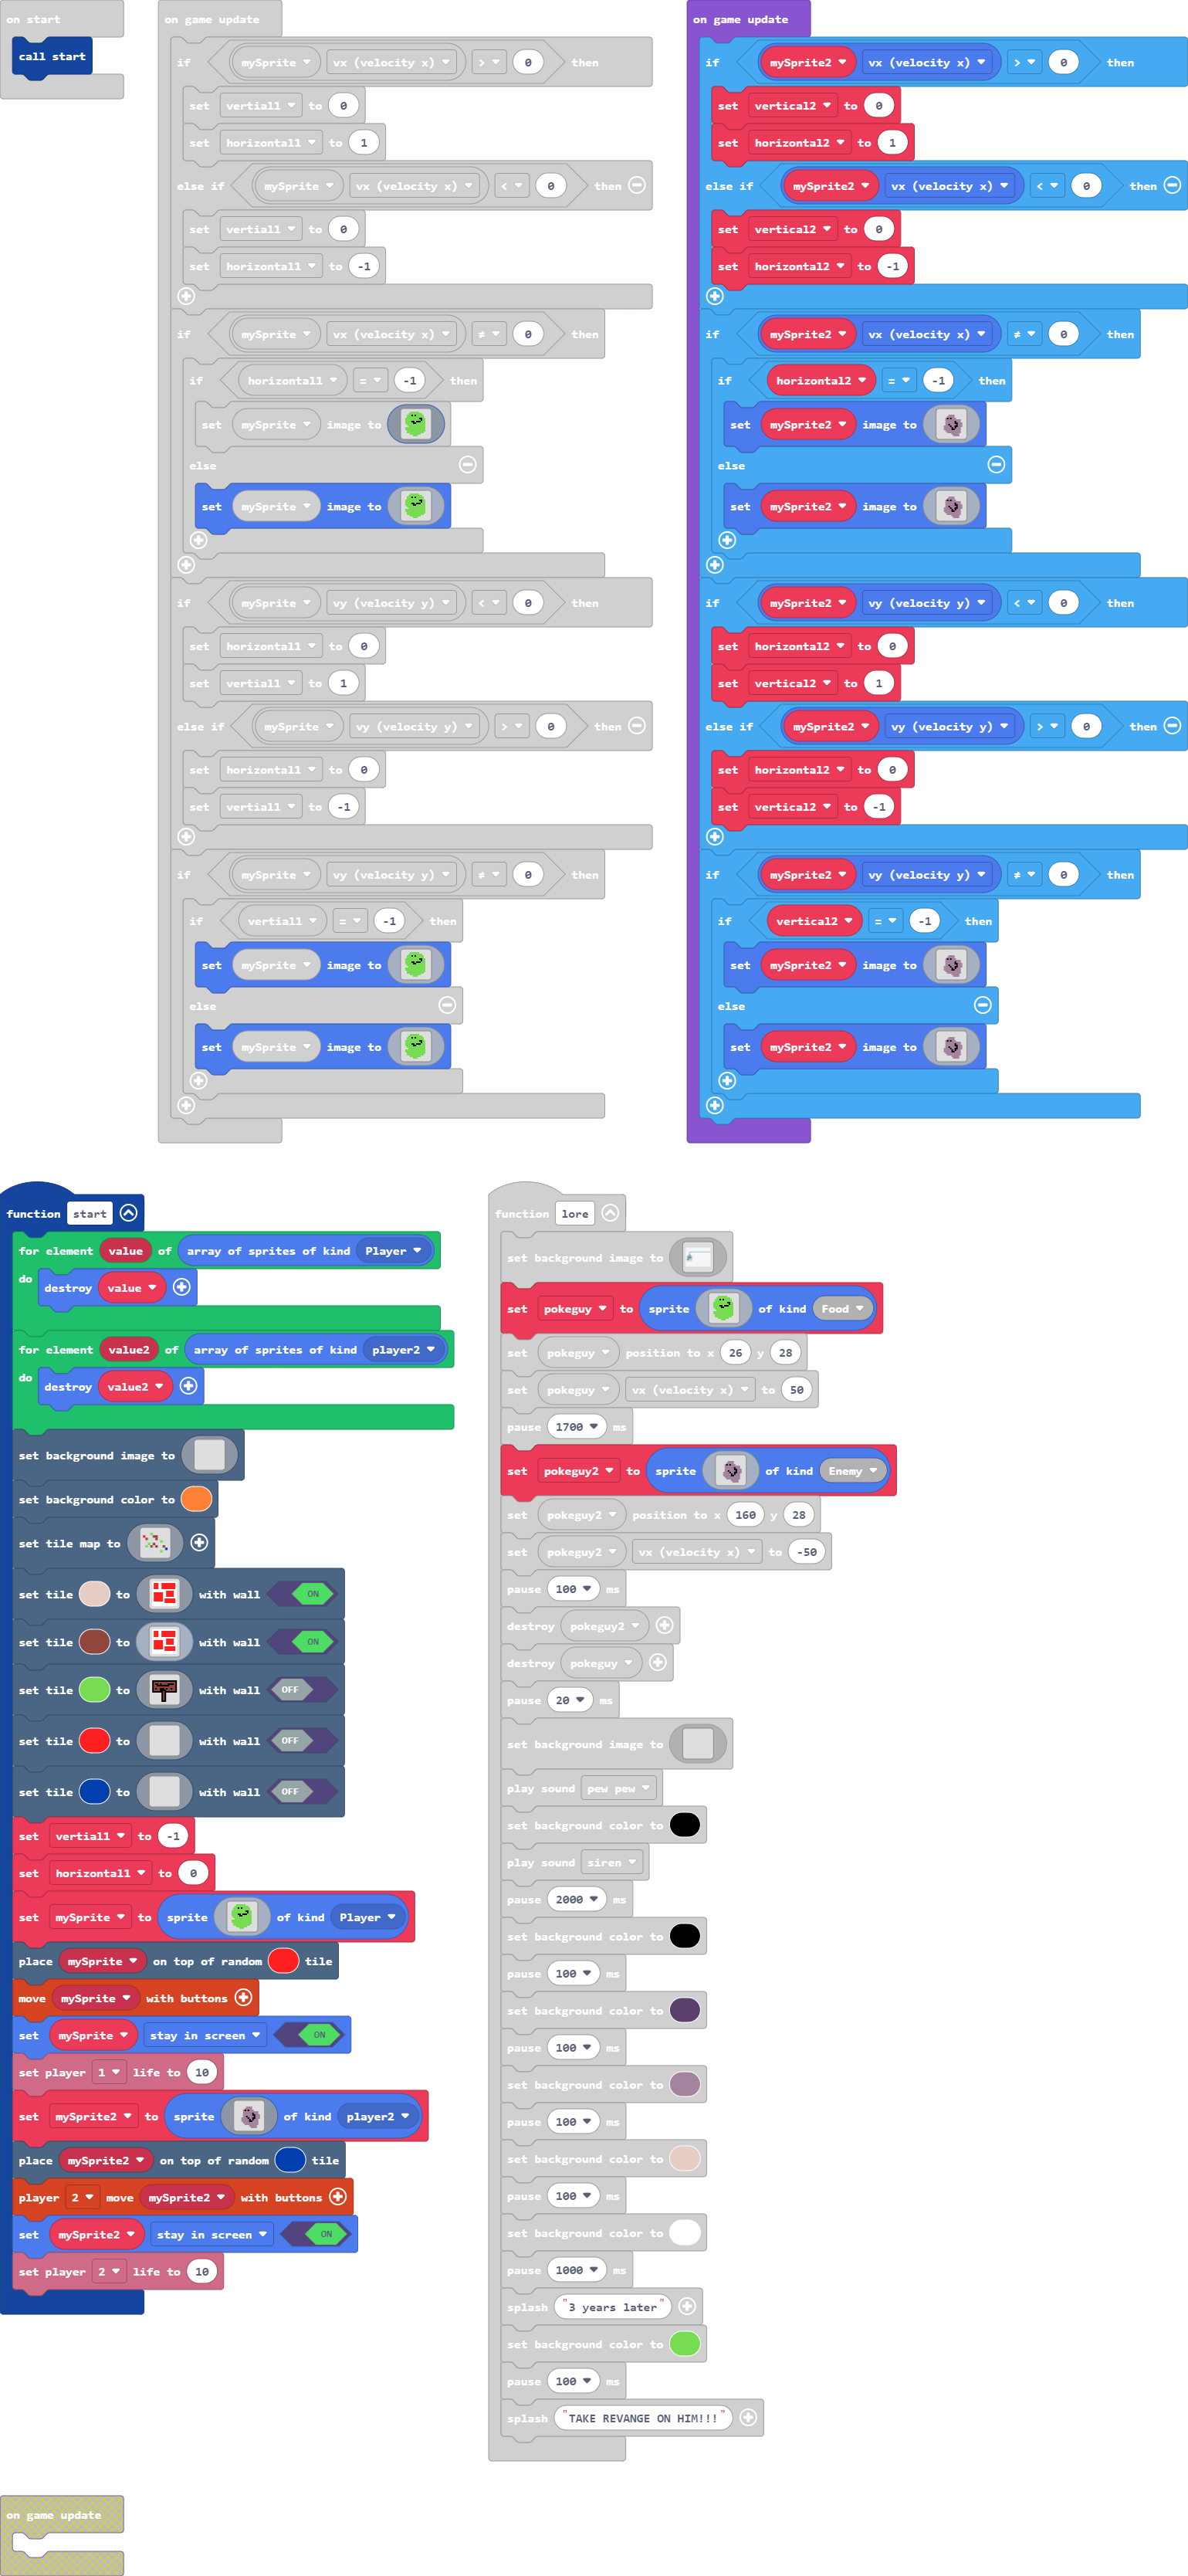 on start
call start
on game update
if mySprite vx (velocity x) > 0 then
set vertial1 to 0
set horizontal1 to 1
else if mySprite vx (velocity x) < 0 then
set vertial1 to 0
set horizontal1 to -1
if mySprite vx (velocity x) ≠ 0 then
if horizontal1 = -1 then
set mySprite image to
else
set mySprite image to
if mySprite vy (velocity y) < 0 then
set horizontal1 to 0
set vertial1 to 1
else if mySprite vy (velocity y) > 0 then
set horizontal1 to 0
set vertial1 to -1
if mySprite vy (velocity y) ≠ 0 then
if vertial1 = -1 then
set mySprite image to
else
set mySprite image to
on game update
if mySprite2 vx (velocity x) > 0 then
set vertical2 to 0
set horizontal2 to 1
else if mySprite2 vx (velocity x) < 0 then
set vertical2 to 0
set horizontal2 to -1
if mySprite2 vx (velocity x) ≠ 0 then
if horizontal2 = -1 then
set mySprite2 image to
else
set mySprite2 image to
if mySprite2 vy (velocity y) < 0 then
set horizontal2 to 0
set vertical2 to 1
else if mySprite2 vy (velocity y) > 0 then
set horizontal2 to 0
set vertical2 to -1
if mySprite2 vy (velocity y) ≠ 0 then
if vertical2 = -1 then
set mySprite2 image to
else
set mySprite2 image to
function start
for element value of array of sprites of kind Player
do destroy value
for element value2 of array of sprites of kind player2
do destroy value2
set background image to
set background color to
set tile map to
set tile to with wall ON
set tile to with wall ON
set tile to with wall OFF
set tile to with wall OFF
set tile to with wall OFF
set vertial1 to -1
set horizontal1 to 0
set mySprite to sprite of kind Player
place mySprite on top of random tile
move mySprite with buttons
set mySprite stay in screen ON
set player 1 life to 10
set mySprite2 to sprite of kind player2
place mySprite2 on top of random tile
player 2 move mySprite2 with buttons
set mySprite2 stay in screen ON
set player 2 life to 10
function lore
set background image to
set pokeguy to sprite of kind Food
set pokeguy position to x 26 y 28
set pokeguy vx (velocity x) to 50
pause 1700 ms
set pokeguy2 to sprite of kind Enemy
set pokeguy2 position to x 160 y 28
set pokeguy2 vx (velocity x) to -50
pause 100 ms
destroy pokeguy2
destroy pokeguy
pause 20 ms
set background image to
play sound pew pew
set background color to
play sound siren
pause 2000 ms
set background color to
pause 100 ms
set background color to
pause 100 ms
set background color to
pause 100 ms
set background color to
pause 100 ms
set background color to
pause 1000 ms
splash "3 years later"
set background color to
pause 100 ms
splash "TAKE REVANGE ON HIM!!!"
on game update